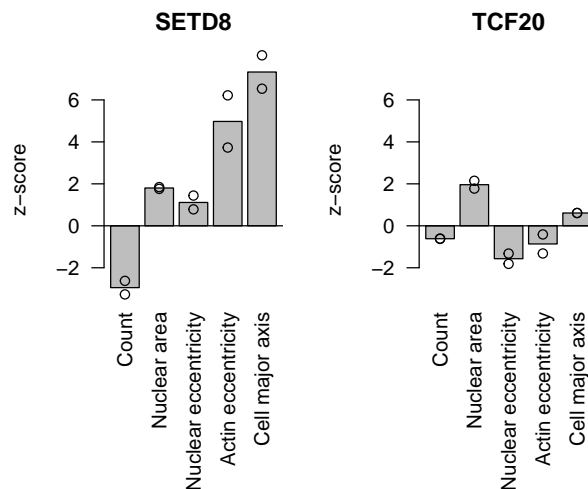 SETD8
z−score
6
4
2
0
−2
Count
Nuclear area
Nuclear eccentricity
Actin eccentricity
Cell major axis
TCF20
z−score
6
4
2
0
−2
Count
Nuclear area
Nuclear eccentricity
Actin eccentricity
Cell major axis